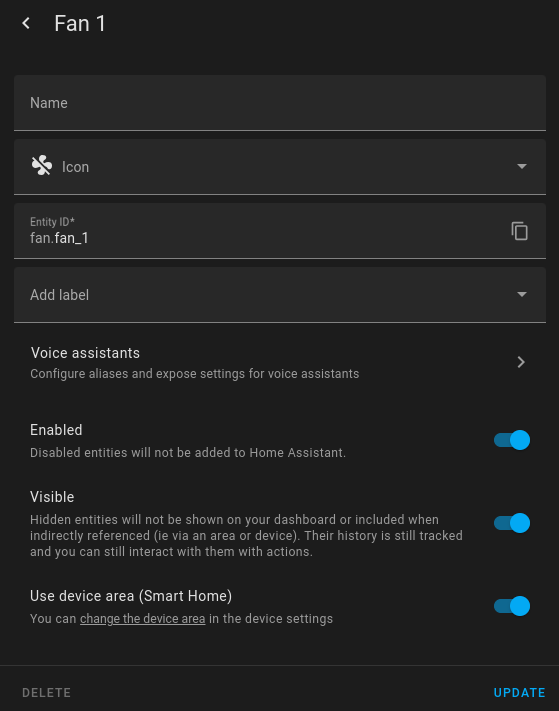 Fan 1
Name
Icon
Entity ID*
fan.fan_1
Add label
Voice assistants
Configure aliases and expose settings for voice assistants
Enabled
Disabled entities will not be added to Home Assistant.
Visible
Hidden entities will not be shown on your dashboard or included when
indirectly referenced (ie via an area or device). Their history is still tracked
and you can still interact with them with actions.
Use device area (Smart Home)
You can change the device area in the device settings
DELETE
UPDATE